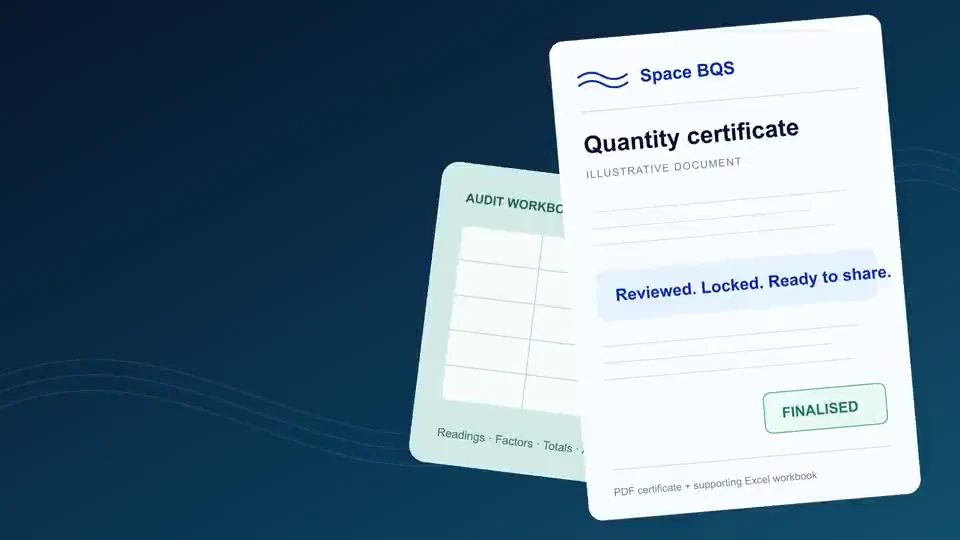 Space BQS
Quantity certificate
ILLUSTRATIVE DOCUMENT
Reviewed. Locked. Ready to share.
FINALISED
PDF certificate + supporting Excel workbook
AUDIT
Readings · Factors · Totals ·